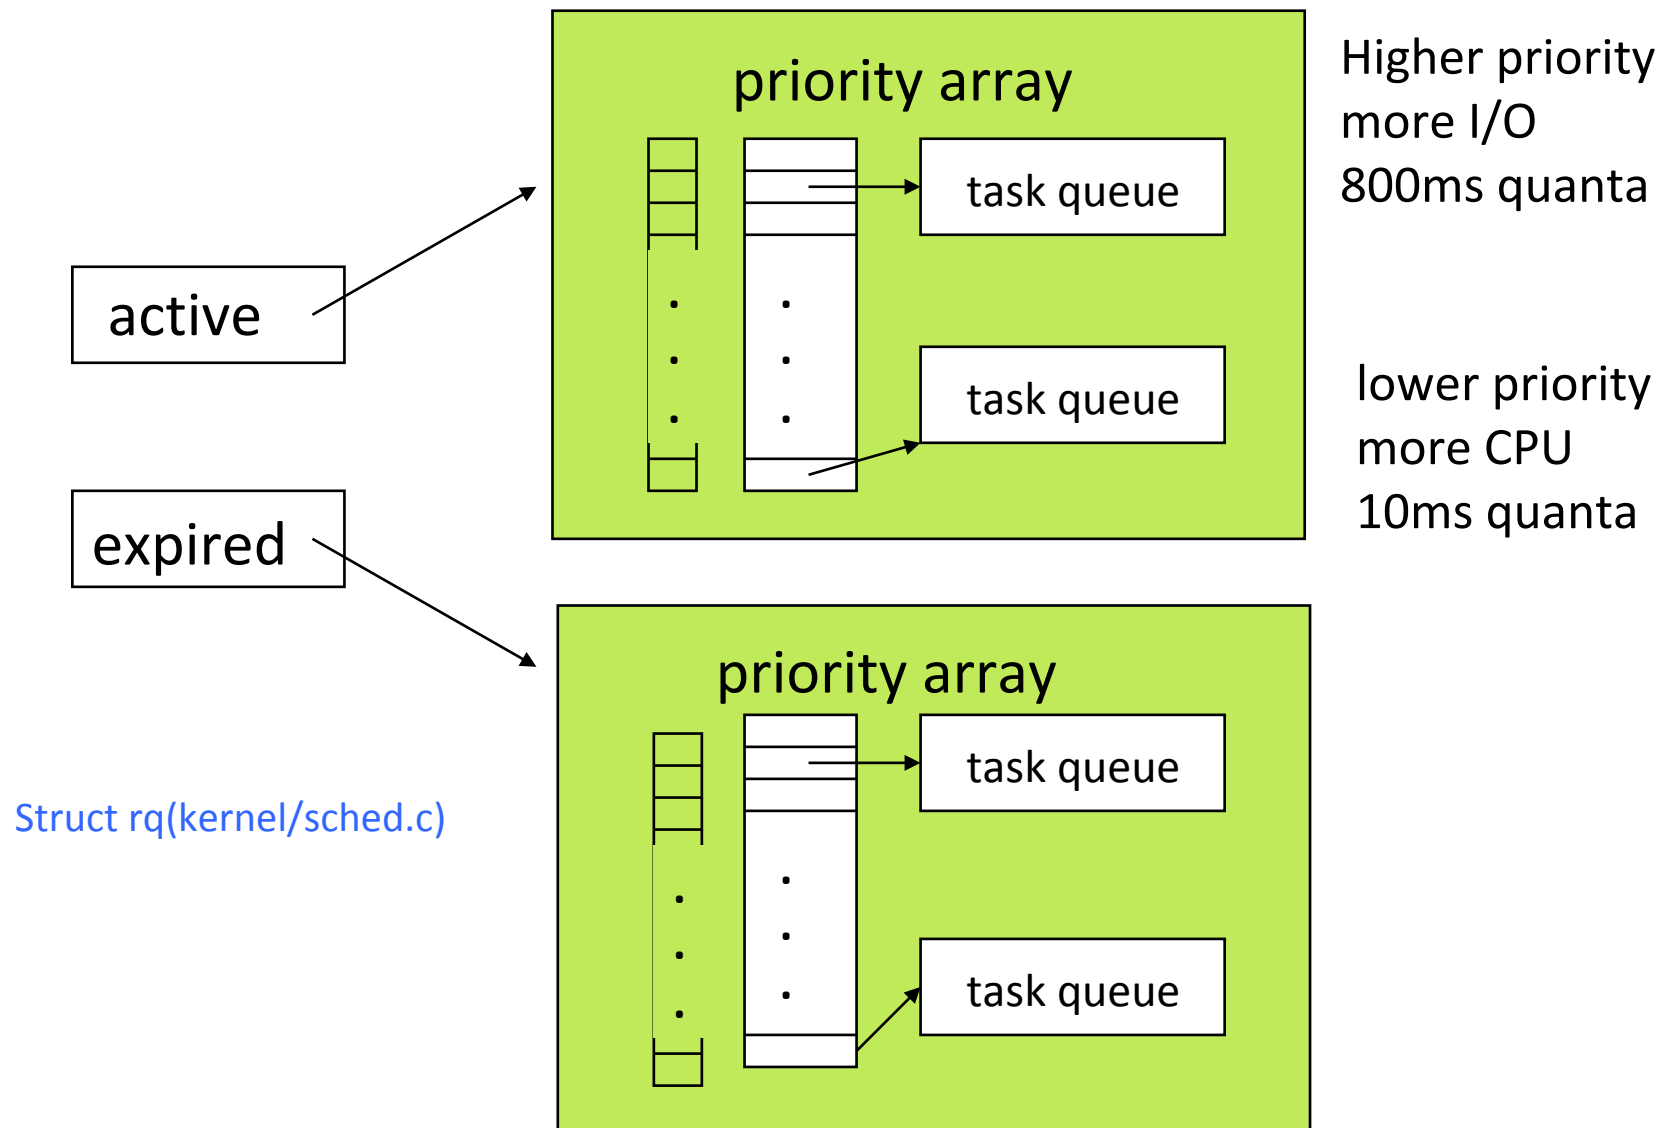 priority array
Higher priority
more I/O
800ms quanta
task queue
active
task queue
lower priority
more CPU
10ms quanta
expired
priority array
task queue
Struct rq(kernel/sched.c)
task queue